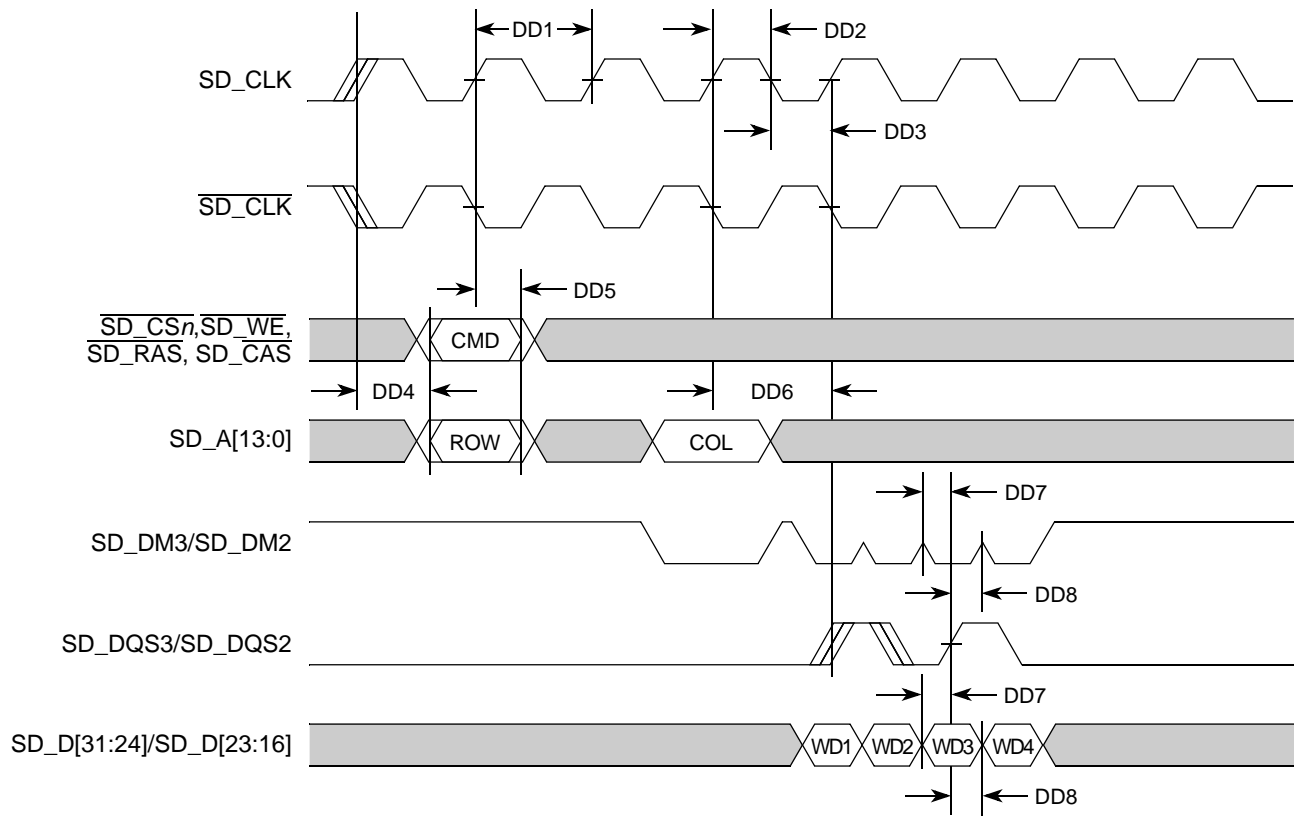 DD1
DD2
SD_CLK
DD3
SD_CLK
DD5
SD_CSn,SD_WE,
SD_RAS, SD_CAS
CMD
DD4
DD6
SD_A[13:0]
ROW
COL
DD7
SD_DM3/SD_DM2
DD8
SD_DQS3/SD_DQS2
DD7
SD_D[31:24]/SD_D[23:16]
WD1
WD2
WD3
WD4
DD8